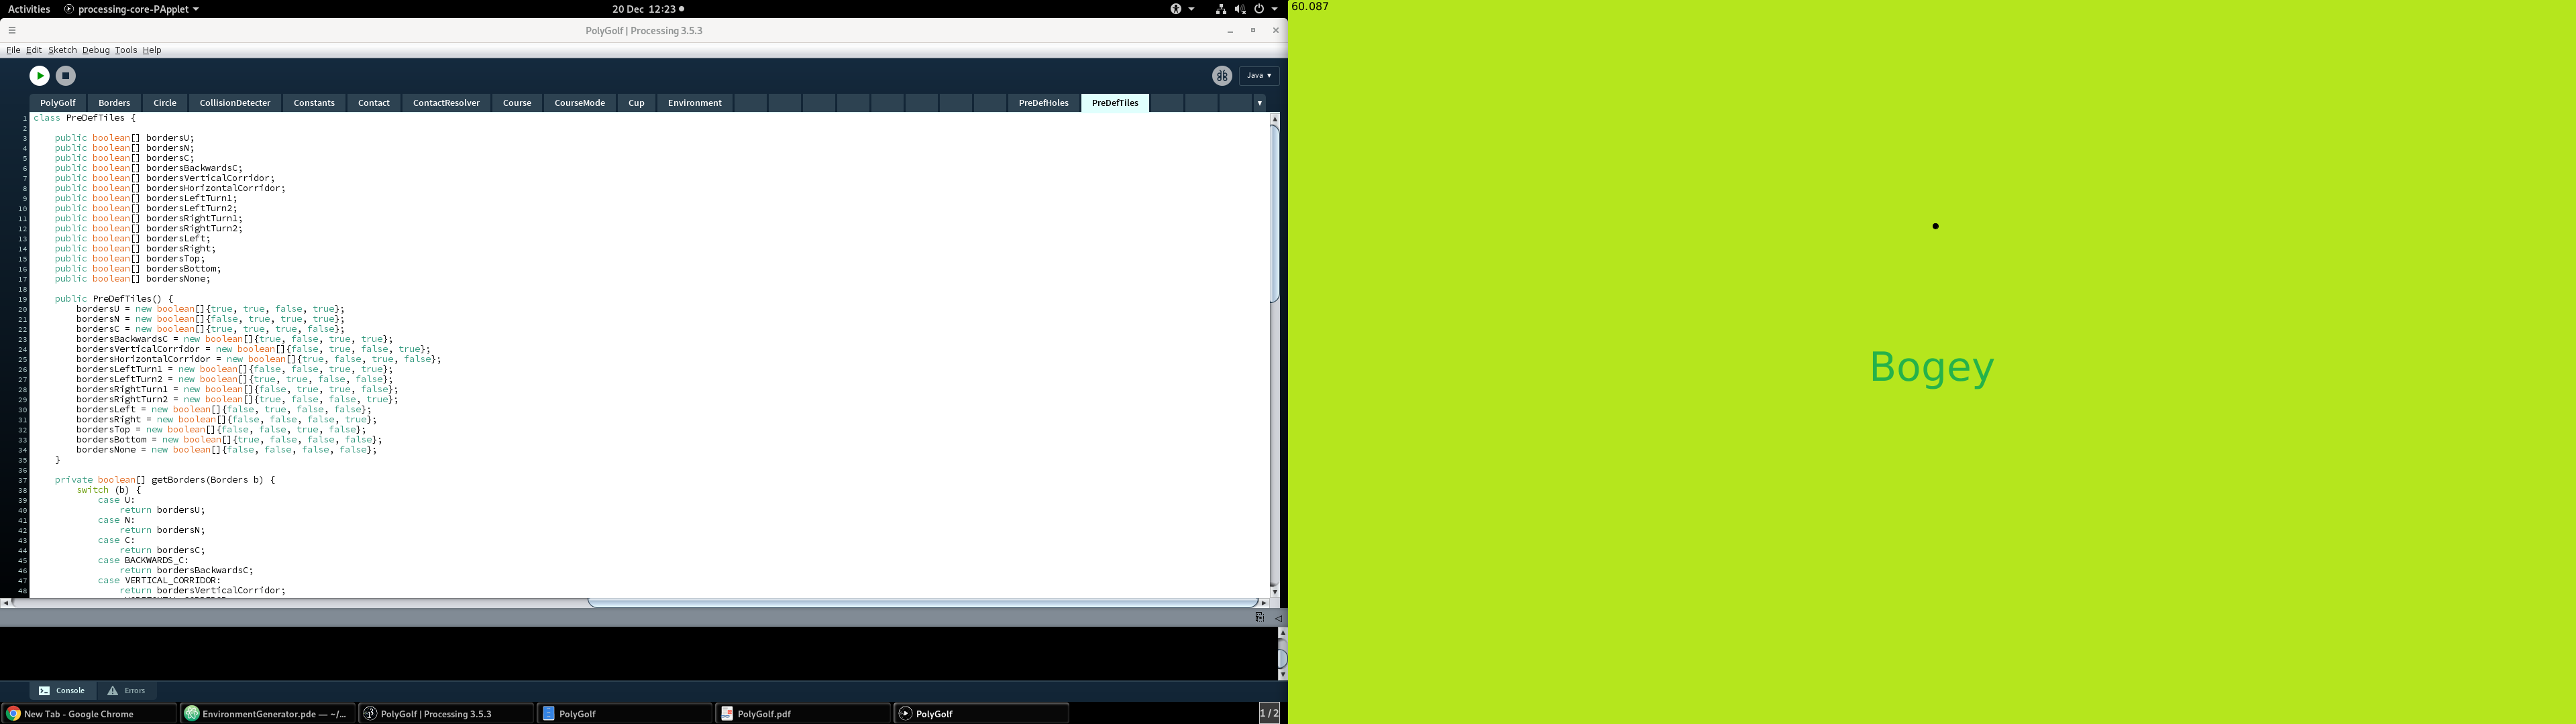 Activities processing-core-PApplet 20 Dec 12:23
PolyGolf | Processing 3.5.3
File Edit Sketch Debug Tools Help
Java
PolyGolf Borders Circle CollisionDetecter Constants Contact ContactResolver Course CourseMode Cup Environment PreDefHoles PreDefTiles
1 class PreDefTiles {
2
3 public boolean[] bordersU;
4 public boolean[] bordersN;
5 public boolean[] bordersC;
6 public boolean[] bordersBackwardsC;
7 public boolean[] bordersVerticalCorridor;
8 public boolean[] bordersHorizontalCorridor;
9 public boolean[] bordersLeftTurn1;
10 public boolean[] bordersLeftTurn2;
11 public boolean[] bordersRightTurn1;
12 public boolean[] bordersRightTurn2;
13 public boolean[] bordersLeft;
14 public boolean[] bordersRight;
15 public boolean[] bordersTop;
16 public boolean[] bordersBottom;
17 public boolean[] bordersNone;
18
19 public PreDefTiles() {
20 bordersU = new boolean[]{true, true, false, true};
21 bordersN = new boolean[]{false, true, true, true};
22 bordersC = new boolean[]{true, true, true, false};
23 bordersBackwardsC = new boolean[]{true, false, true, true};
24 bordersVerticalCorridor = new boolean[]{false, true, false, true};
25 bordersHorizontalCorridor = new boolean[]{true, false, true, false};
26 bordersLeftTurn1 = new boolean[]{false, false, true, true};
27 bordersLeftTurn2 = new boolean[]{true, true, false, false};
28 bordersRightTurn1 = new boolean[]{false, true, true, false};
29 bordersRightTurn2 = new boolean[]{true, false, false, true};
30 bordersLeft = new boolean[]{false, true, false, false};
31 bordersRight = new boolean[]{false, false, false, true};
32 bordersTop = new boolean[]{false, false, true, false};
33 bordersBottom = new boolean[]{true, false, false, false};
34 bordersNone = new boolean[]{false, false, false, false};
35 }
36
37 private boolean[] getBorders(Borders b) {
38 switch (b) {
39 case U:
40 return bordersU;
41 case N:
42 return bordersN;
43 case C:
44 return bordersC;
45 case BACKWARDS_C:
46 return bordersBackwardsC;
47 case VERTICAL_CORRIDOR:
48 return bordersVerticalCorridor;
Console Errors
New Tab - Google Chrome EnvironmentGenerator.pde — ~/... PolyGolf | Processing 3.5.3 PolyGolf PolyGolf.pdf PolyGolf 1 / 2
60.087
Bogey